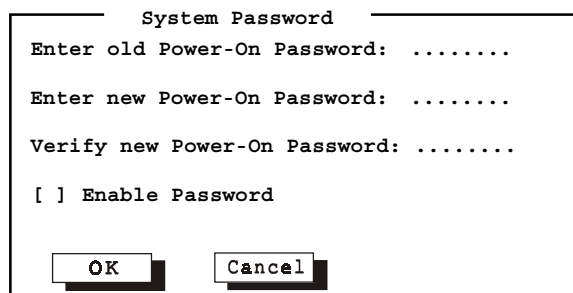 System Password
Enter old Power-On Password: ........
Enter new Power-On Password: ........
Verify new Power-On Password: ........
[ ] Enable Password
OK Cancel